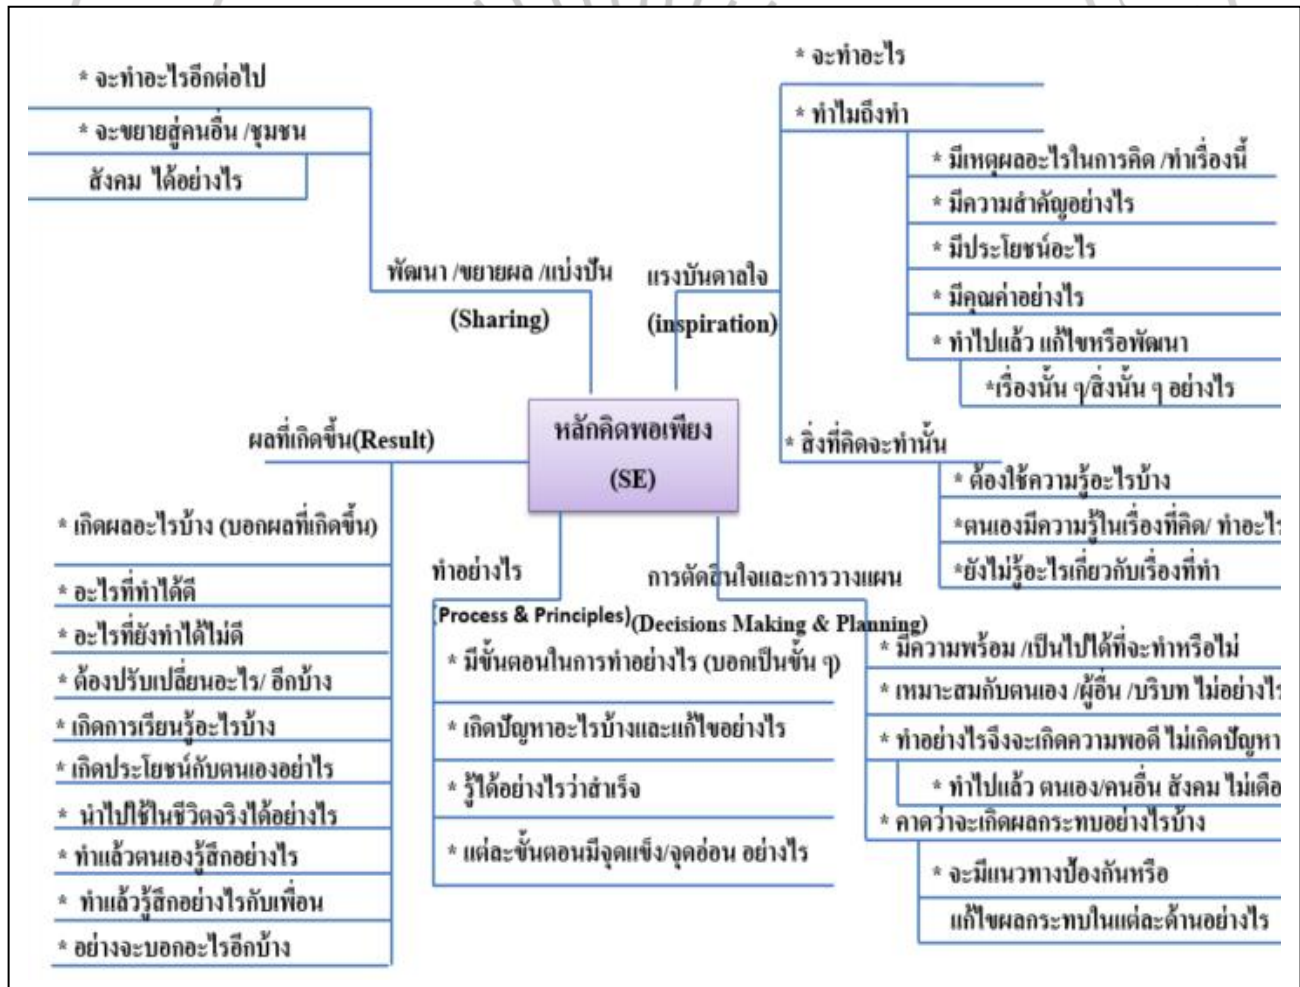 * จะทำอะไรอีกต่อไป
* จะขยายสู่คนอื่น /ชุมชน
สังคม ได้อย่างไร
พัฒนา /ขยายผล /แบ่งปัน
(Sharing)
* จะทำอะไร
* ทำไมถึงทำ
* มีเหตุผลอะไรในการคิด /ทำเรื่องนี้
* มีความสำคัญอย่างไร
* มีประโยชน์อะไร
* มีคุณค่าอย่างไร
* ทำไปแล้ว แก้ไขหรือพัฒนา
*เรื่องนั้น ๆ/สิ่งนั้น ๆ อย่างไร
แรงบันดาลใจ
(inspiration)
* สิ่งที่คิดจะทำนั้น
* ต้องใช้ความรู้อะไรบ้าง
*ตนเองมีความรู้ในเรื่องที่คิด/ ทำอะไร
*ยังไม่รู้อะไรเกี่ยวกับเรื่องที่ทำ
หลักคิดพอเพียง
(SE)
ผลที่เกิดขึ้น(Result)
* เกิดผลอะไรบ้าง (บอกผลที่เกิดขึ้น)
* อะไรที่ทำได้ดี
* อะไรที่ยังทำได้ไม่ดี
* ต้องปรับเปลี่ยนอะไร/ อีกบ้าง
* เกิดการเรียนรู้อะไรบ้าง
* เกิดประโยชน์กับตนเองอย่าไร
* นำไปใช้ในชีวิตจริงได้อย่างไร
* ทำแล้วตนเองรู้สึกอย่างไร
* ทำแล้วรู้สึกอย่างไรกับเพื่อน
* อย่างจะบอกอะไรอีกบ้าง
ทำอย่างไร
(Process & Principles)
* มีขั้นตอนในการทำอย่างไร (บอกเป็นขั้น ๆ)
* เกิดปัญหาอะไรบ้างและแก้ไขอย่างไร
* รู้ได้อย่างไรว่าสำเร็จ
* แต่ละขั้นตอนมีจุดแข็ง/จุดอ่อน อย่างไร
การตัดสินใจและการวางแผน
(Decisions Making & Planning)
* มีความพร้อม /เป็นไปได้ที่จะทำหรือไม่
* เหมาะสมกับตนเอง /ผู้อื่น /บริบท ไม่อย่างไร
* ทำอย่างไรจึงจะเกิดความพอดี ไม่เกิดปัญหา
* ทำไปแล้ว ตนเอง/คนอื่น สังคม ไม่เดือ
* คาดว่าจะเกิดผลกระทบอย่างไรบ้าง
* จะมีแนวทางป้องกันหรือ
แก้ไขผลกระทบในแต่ละด้านอย่างไร